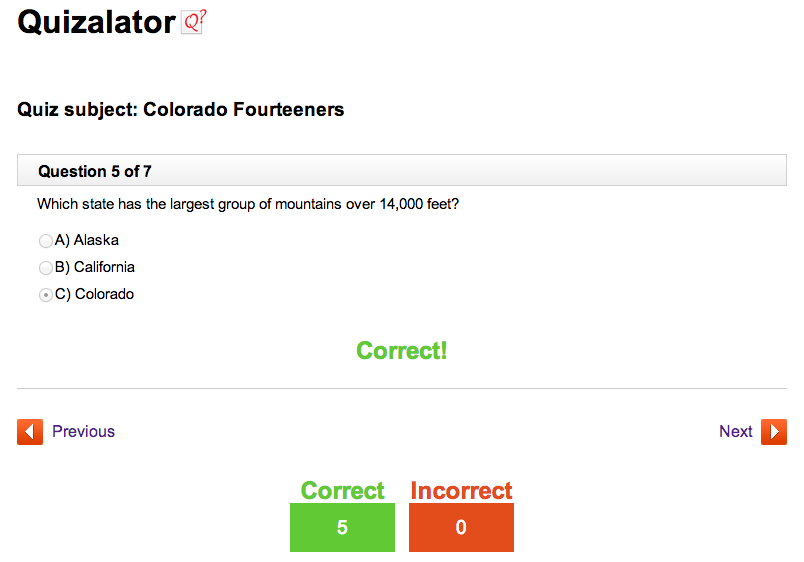 Quizalator Q?
Quiz subject: Colorado Fourteeners
Question 5 of 7
Which state has the largest group of mountains over 14,000 feet?
A) Alaska
B) California
C) Colorado
Correct!
Previous
Next
Correct Incorrect
5 0